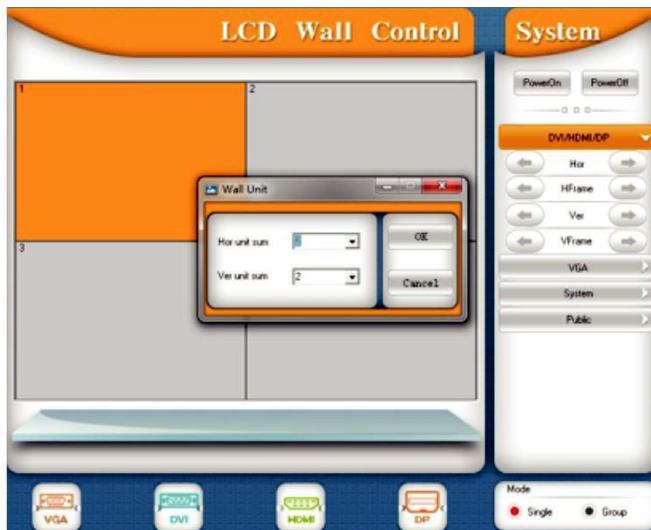 LCD Wall Control
System
PowerOn PowerOff
1
2
DVI/HDMI/DP
Wall Unit
Hor
HFrame
Hor unit sum
OK
Ver
3
VFrame
Ver unit sum 2
Cancel
VGA
System
Public
Mode
Single Group
VGA
DVI
HDMI
DP